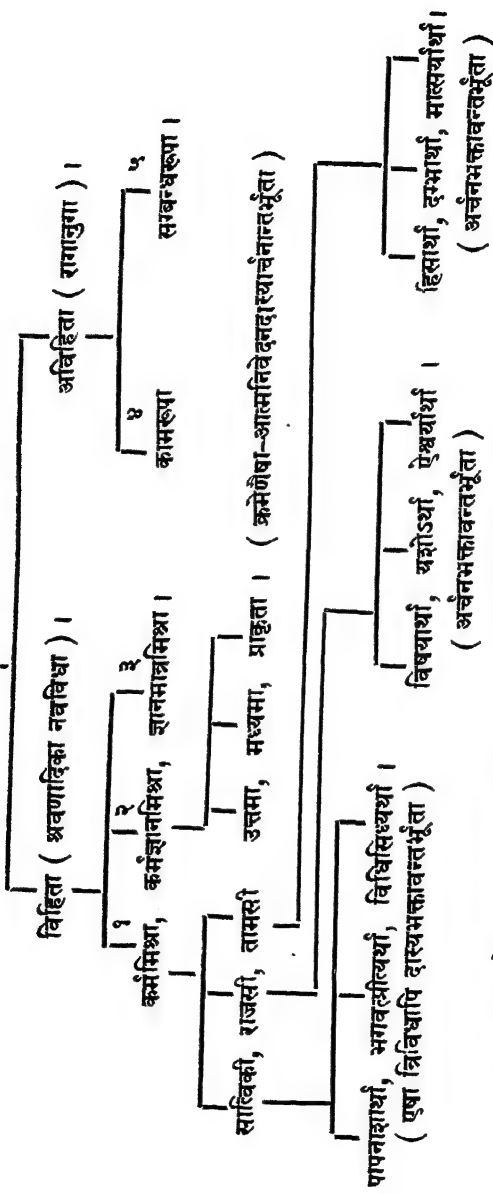 विहिता ( श्रवणादिका नवविधा ) । अविहिता ( रागानुगा ) ।
१ २ ३ ४ ५
कर्ममिश्रा, कर्मज्ञानमिश्रा, ज्ञानमात्रमिश्रा । कामरूपा सम्बन्धरूपा ।
उत्तमा, मध्यमा, प्राकृता । ( क्रमेणैषा-आत्मनिवेदनदास्यार्चनान्तर्भूता )
सात्विकी, राजसी, तामसी
पापनाशार्था, भगवत्प्रीत्यर्था, विधिसिध्यर्था । विषयार्था, यशोऽर्था, ऐश्वर्यार्था । हिंसार्था, दम्भार्था, मात्सर्यार्था ।
( एषा त्रिविधापि दास्यभक्तावन्तर्भूता ) ( अर्चनभक्तावन्तर्भूता ) ( अर्चनभक्तावन्तर्भूता )